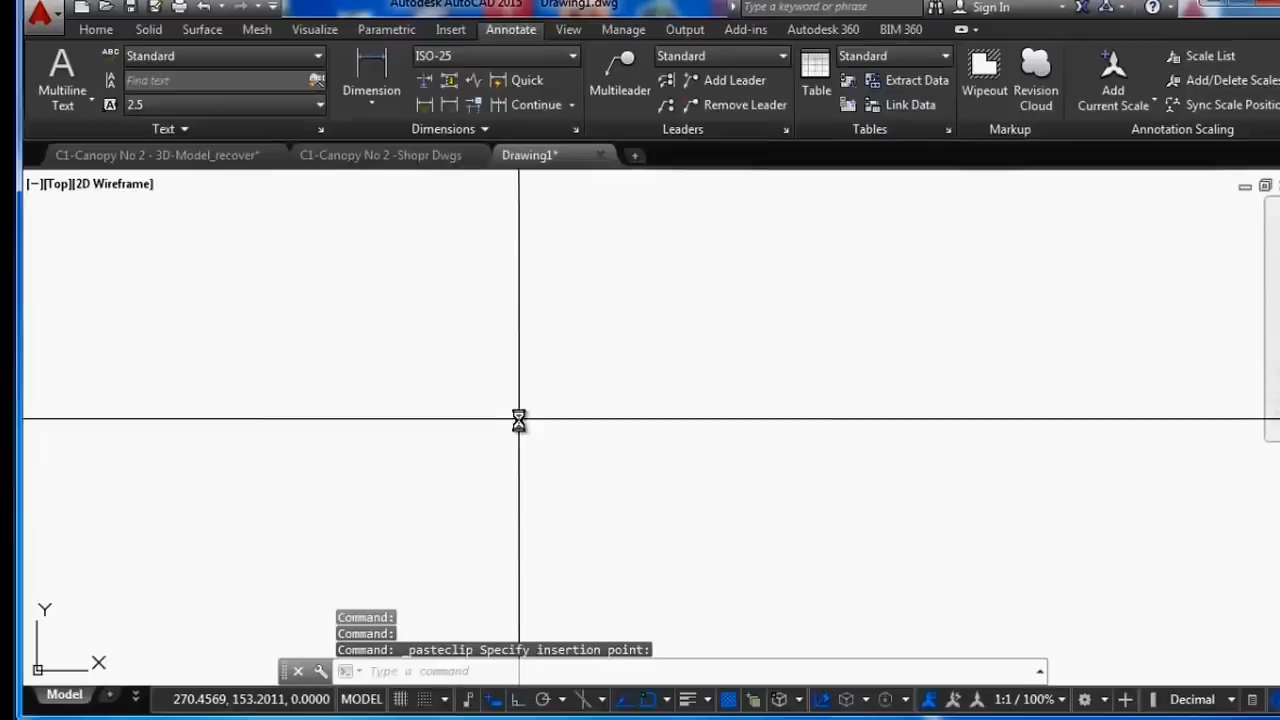 Autodesk AutoCAD 2015 Drawing1.dwg Type a keyword or phrase Sign In
Home Solid Surface Mesh Visualize Parametric Insert Annotate View Manage Output Add-ins Autodesk 360 BIM 360
A ABC Standard ISO-25 Standard Standard Scale List
Find text Quick Add Leader Extract Data Add/Delete Scale
Multiline Text Dimension Multileader Table Wipeout Revision Cloud Add Current Scale
A 2.5 Continue Remove Leader Link Data Sync Scale Positio
Text Dimensions Leaders Tables Markup Annotation Scaling
C1-Canopy No 2 - 3D-Model_recover* C1-Canopy No 2 -Shopr Dwgs Drawing1*
[−][Top][2D Wireframe]
Y
X
Command:
Command:
Command: _pasteclip Specify insertion point:
Type a command
Model 270.4569, 153.2011, 0.0000 MODEL 1:1 / 100% Decimal